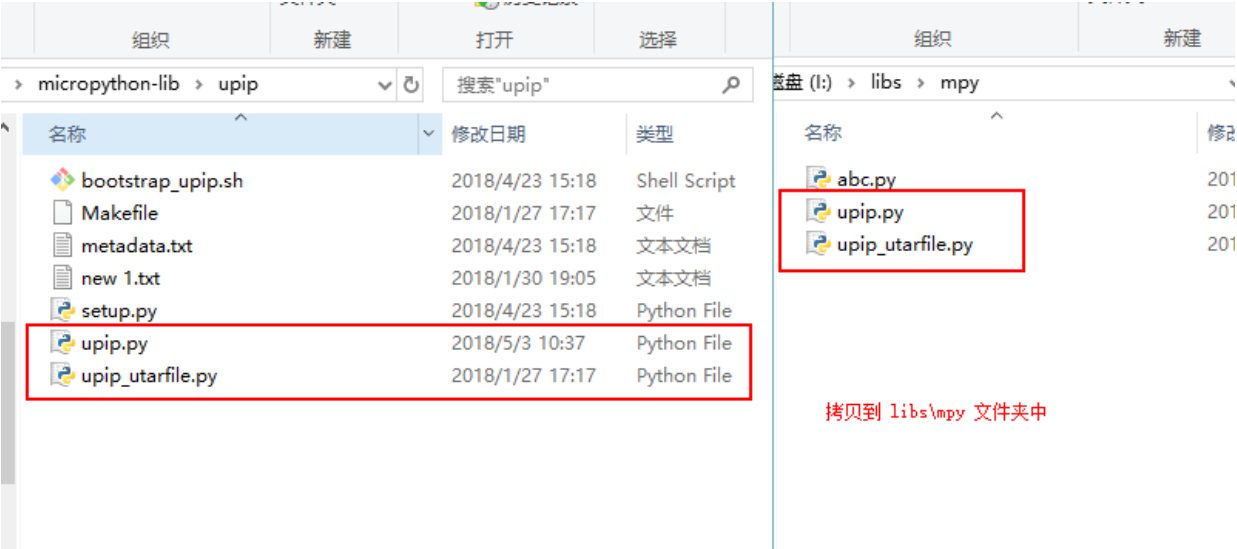 组织 新建 打开 选择
micropython-lib › upip
搜索"upip"
名称 修改日期 类型
bootstrap_upip.sh 2018/4/23 15:18 Shell Script
Makefile 2018/1/27 17:17 文件
metadata.txt 2018/4/23 15:18 文本文档
new 1.txt 2018/1/30 19:05 文本文档
setup.py 2018/4/23 15:18 Python File
upip.py 2018/5/3 10:37 Python File
upip_utarfile.py 2018/1/27 17:17 Python File
组织 新建
盘 (I:) › libs › mpy
名称 修
abc.py 201
upip.py 201
upip_utarfile.py 201
拷贝到 libs\mpy 文件夹中